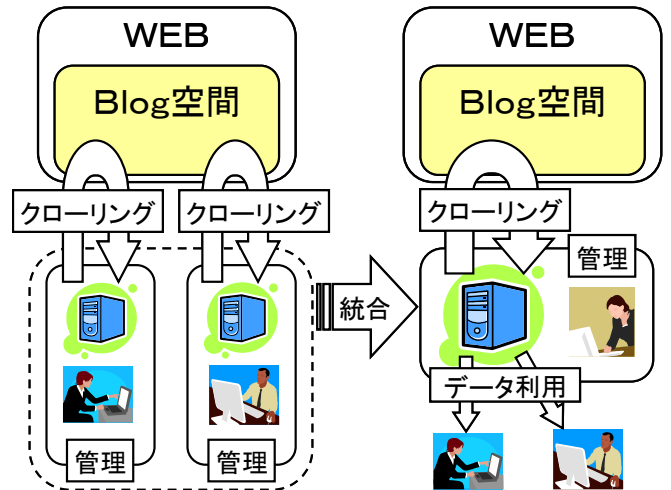 WEB
Blog空間
クローリング
クローリング
管理
管理
統合
WEB
Blog空間
クローリング
管理
データ利用